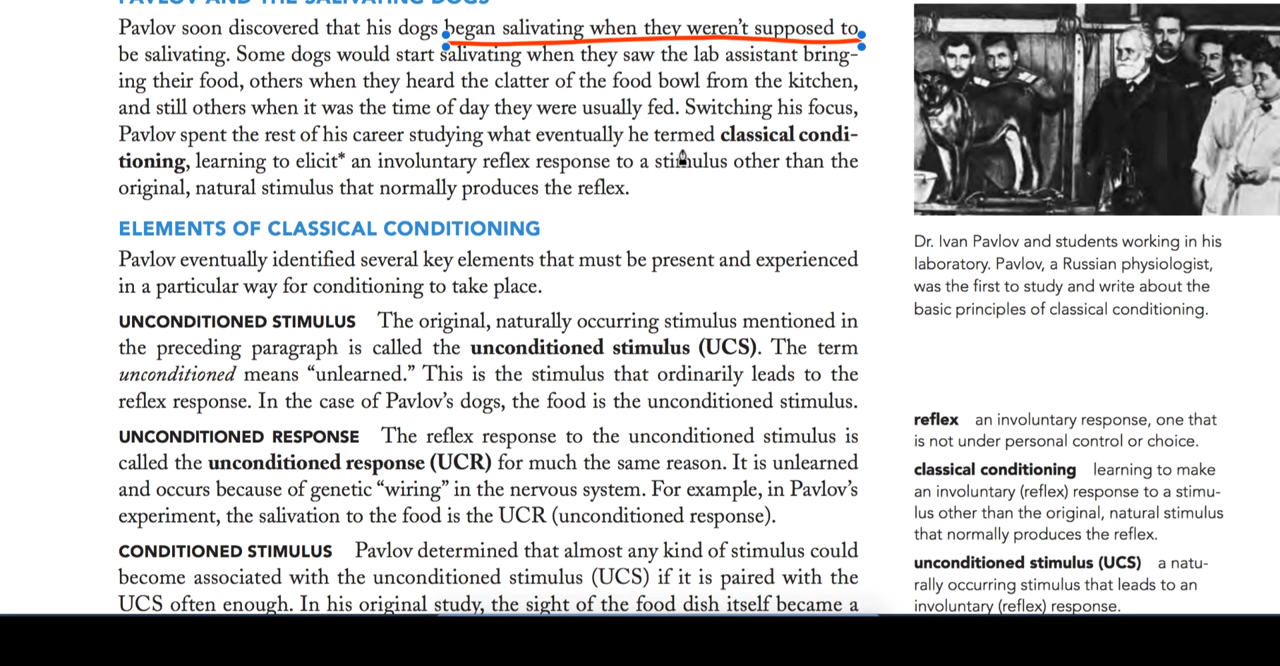 Pavlov soon discovered that his dogs began salivating when they weren't supposed to
be salivating. Some dogs would start salivating when they saw the lab assistant bring-
ing their food, others when they heard the clatter of the food bowl from the kitchen,
and still others when it was the time of day they were usually fed. Switching his focus,
Pavlov spent the rest of his career studying what eventually he termed classical condi-
tioning, learning to elicit* an involuntary reflex response to a stimulus other than the
original, natural stimulus that normally produces the reflex.
ELEMENTS OF CLASSICAL CONDITIONING
Pavlov eventually identified several key elements that must be present and experienced
in a particular way for conditioning to take place.
UNCONDITIONED STIMULUS The original, naturally occurring stimulus mentioned in
the preceding paragraph is called the unconditioned stimulus (UCS). The term
unconditioned means “unlearned.” This is the stimulus that ordinarily leads to the
reflex response. In the case of Pavlov's dogs, the food is the unconditioned stimulus.
UNCONDITIONED RESPONSE The reflex response to the unconditioned stimulus is
called the unconditioned response (UCR) for much the same reason. It is unlearned
and occurs because of genetic “wiring” in the nervous system. For example, in Pavlov's
experiment, the salivation to the food is the UCR (unconditioned response).
CONDITIONED STIMULUS Pavlov determined that almost any kind of stimulus could
become associated with the unconditioned stimulus (UCS) if it is paired with the
UCS often enough. In his original study, the sight of the food dish itself became a
Dr. Ivan Pavlov and students working in his
laboratory. Pavlov, a Russian physiologist,
was the first to study and write about the
basic principles of classical conditioning.
reflex an involuntary response, one that
is not under personal control or choice.
classical conditioning learning to make
an involuntary (reflex) response to a stimu-
lus other than the original, natural stimulus
that normally produces the reflex.
unconditioned stimulus (UCS) a natu-
rally occurring stimulus that leads to an
involuntary (reflex) response.